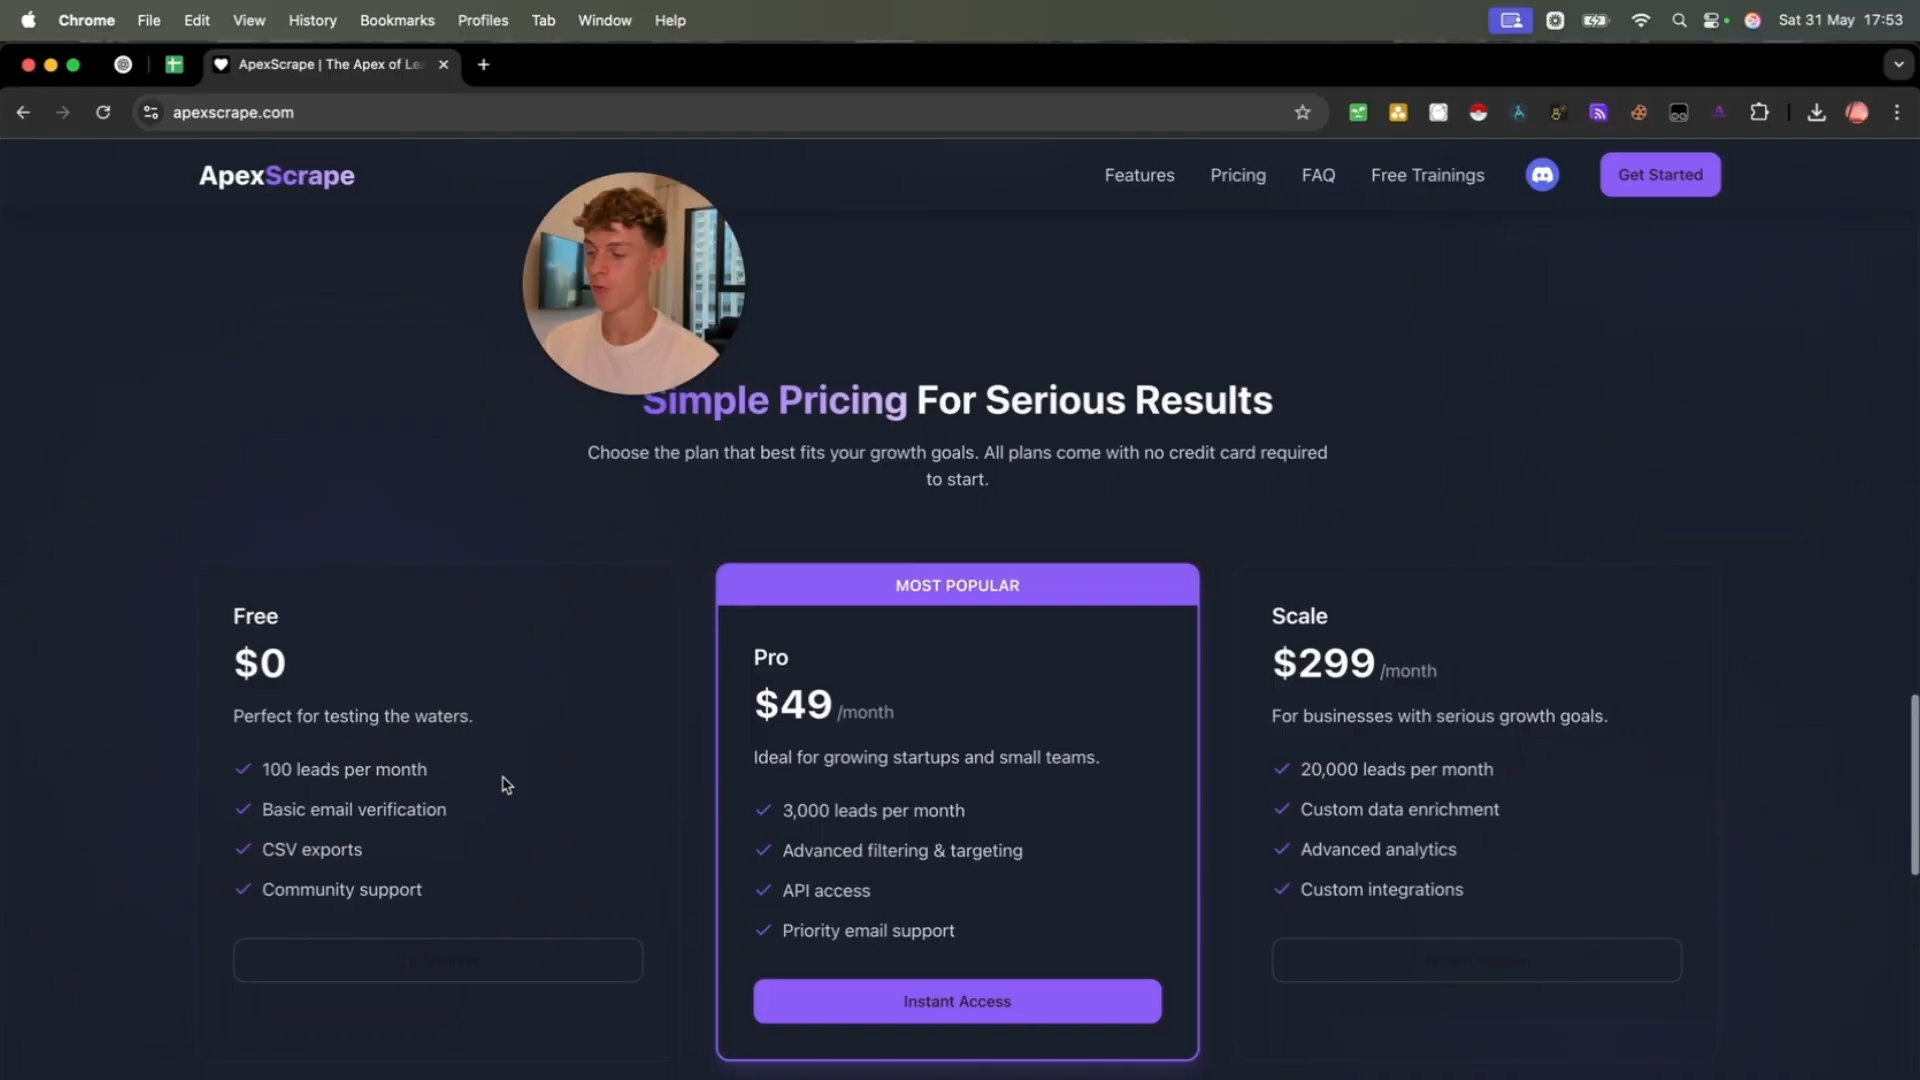 Chrome File Edit View History Bookmarks Profiles Tab Window Help
Sat 31 May 17:53
ApexScrape | The Apex of Le
apexscrape.com
ApexScrape
Features Pricing FAQ Free Trainings Get Started
Simple Pricing For Serious Results
Choose the plan that best fits your growth goals. All plans come with no credit card required
to start.
Free
$0
Perfect for testing the waters.
100 leads per month
Basic email verification
CSV exports
Community support
MOST POPULAR
Pro
$49 /month
Ideal for growing startups and small teams.
3,000 leads per month
Advanced filtering & targeting
API access
Priority email support
Instant Access
Scale
$299 /month
For businesses with serious growth goals.
20,000 leads per month
Custom data enrichment
Advanced analytics
Custom integrations